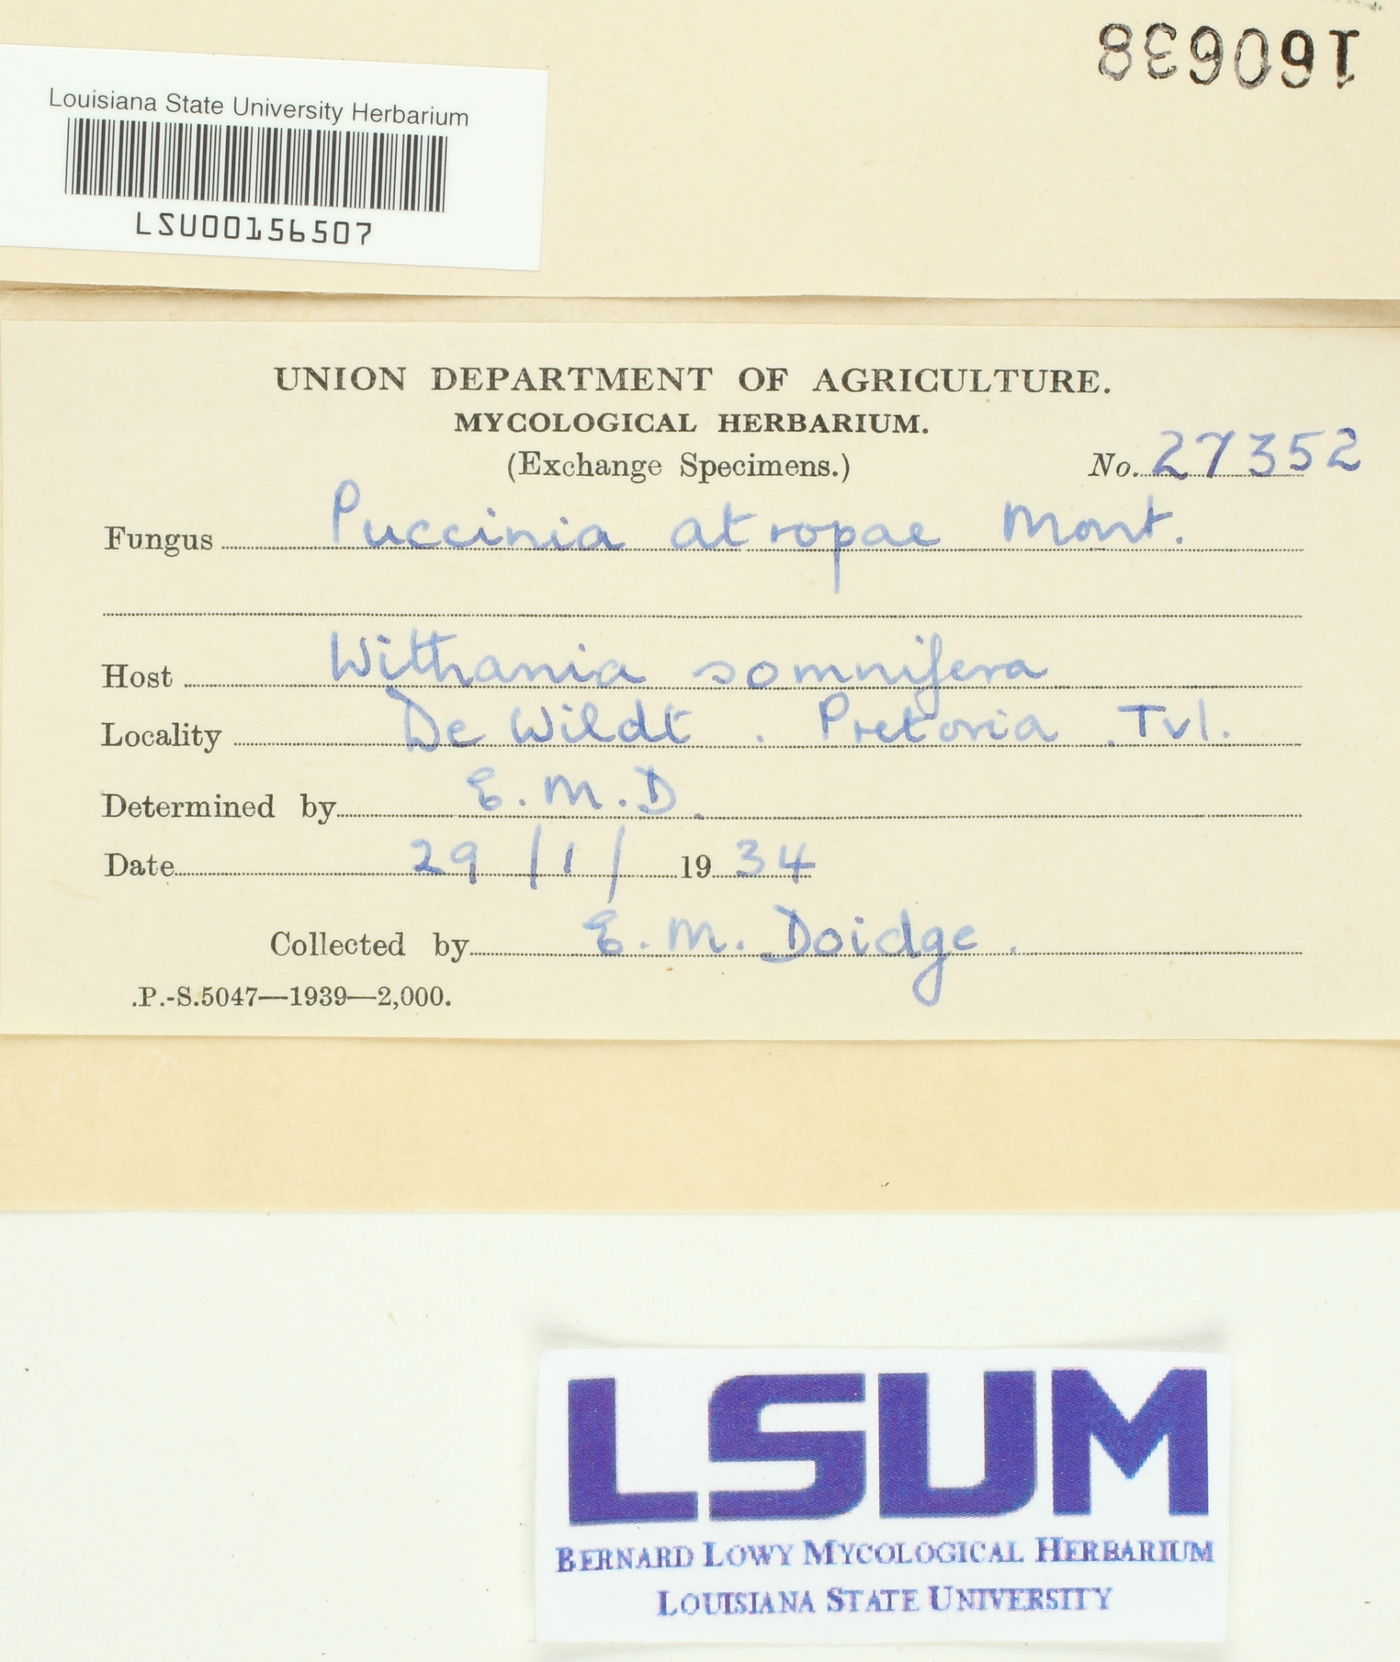 160638
Louisiana State University Herbarium
LSU00156507
UNION DEPARTMENT OF AGRICULTURE.
MYCOLOGICAL HERBARIUM.
(Exchange Specimens.) No. 27352
Fungus Puccinia atropae Mont.
Host Withania somnifera
Locality De Wildt . Pretoria . Tvl.
Determined by E.M.D.
Date 29/1/1934
Collected by E. M. Doidge.
.P.-S.5047—1939—2,000.
LSUM
BERNARD LOWY MYCOLOGICAL HERBARIUM
LOUISIANA STATE UNIVERSITY